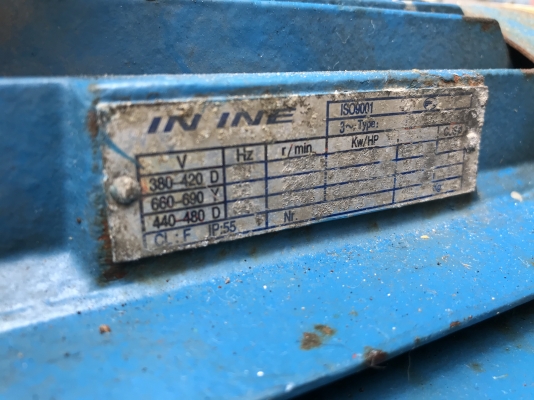 IN INE
ISO9001
3~ Type:
V Hz r/min Kw/HP
380-420 D
660-690 Y
440-480 D
CL. F IP:55 Nr.